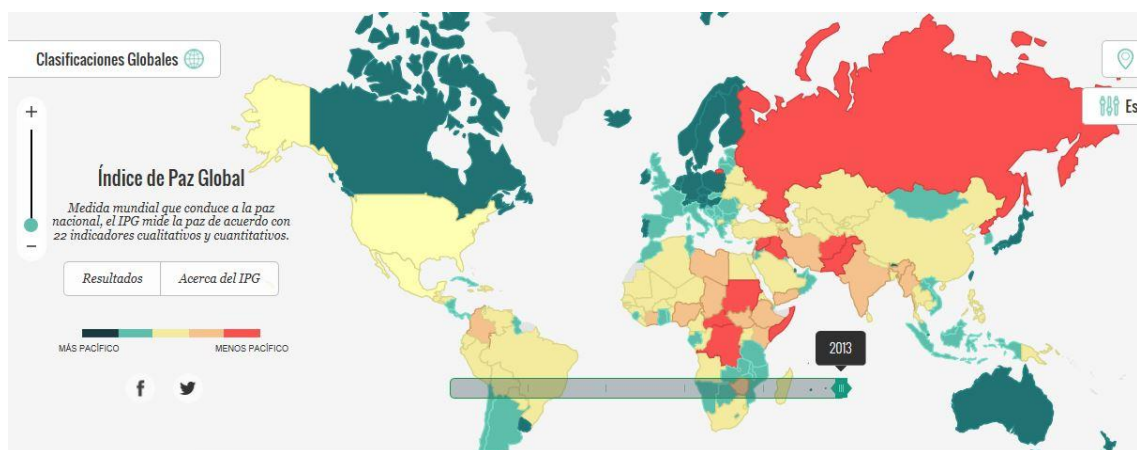 Clasificaciones Globales
Es
+
Índice de Paz Global
Medida mundial que conduce a la paz
nacional, el IPG mide la paz de acuerdo con
22 indicadores cualitativos y cuantitativos.
−
Resultados
Acerca del IPG
MÁS PACÍFICO
MENOS PACÍFICO
2013